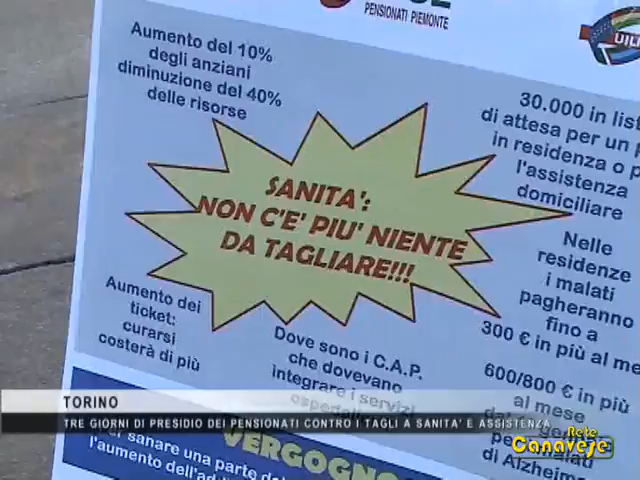 PENSIONATI PIEMONTE
Aumento del 10%
degli anziani
diminuzione del 40%
delle risorse
30.000 in list
di attesa per un
in residenza o p
l'assistenza
domiciliare
SANITA':
NON C'E' PIU' NIENTE
DA TAGLIARE!!!
Nelle
residenze
i malati
pagheranno
fino a
300 € in più al me
Aumento dei
ticket:
curarsi
costerà di più
Dove sono i C.A.P.
che dovevano
integrare i servizi
600/800 € in più
al mese
di Alzheim
TORINO
TRE GIORNI DI PRESIDIO DEI PENSIONATI CONTRO I TAGLI A SANITA' E ASSISTENZA
Rete
Canavese
VERGOGN
sanare una parte de
l'aumento dell'ad